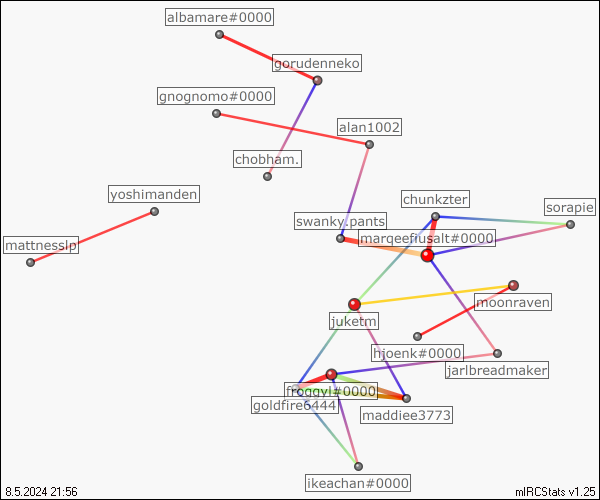 albamare#0000
gorudenneko
gnognomo#0000
alan1002
chobham.
yoshimanden
chunkzter
sorapie
swanky.pants
marqeefusalt#0000
mattnesslp
moonraven
juketm
hjoenk#0000
jarlbreadmaker
froggyl#0000
goldfire6444
maddiee3773
ikeachan#0000
8.5.2024 21:56
mIRCStats v1.25